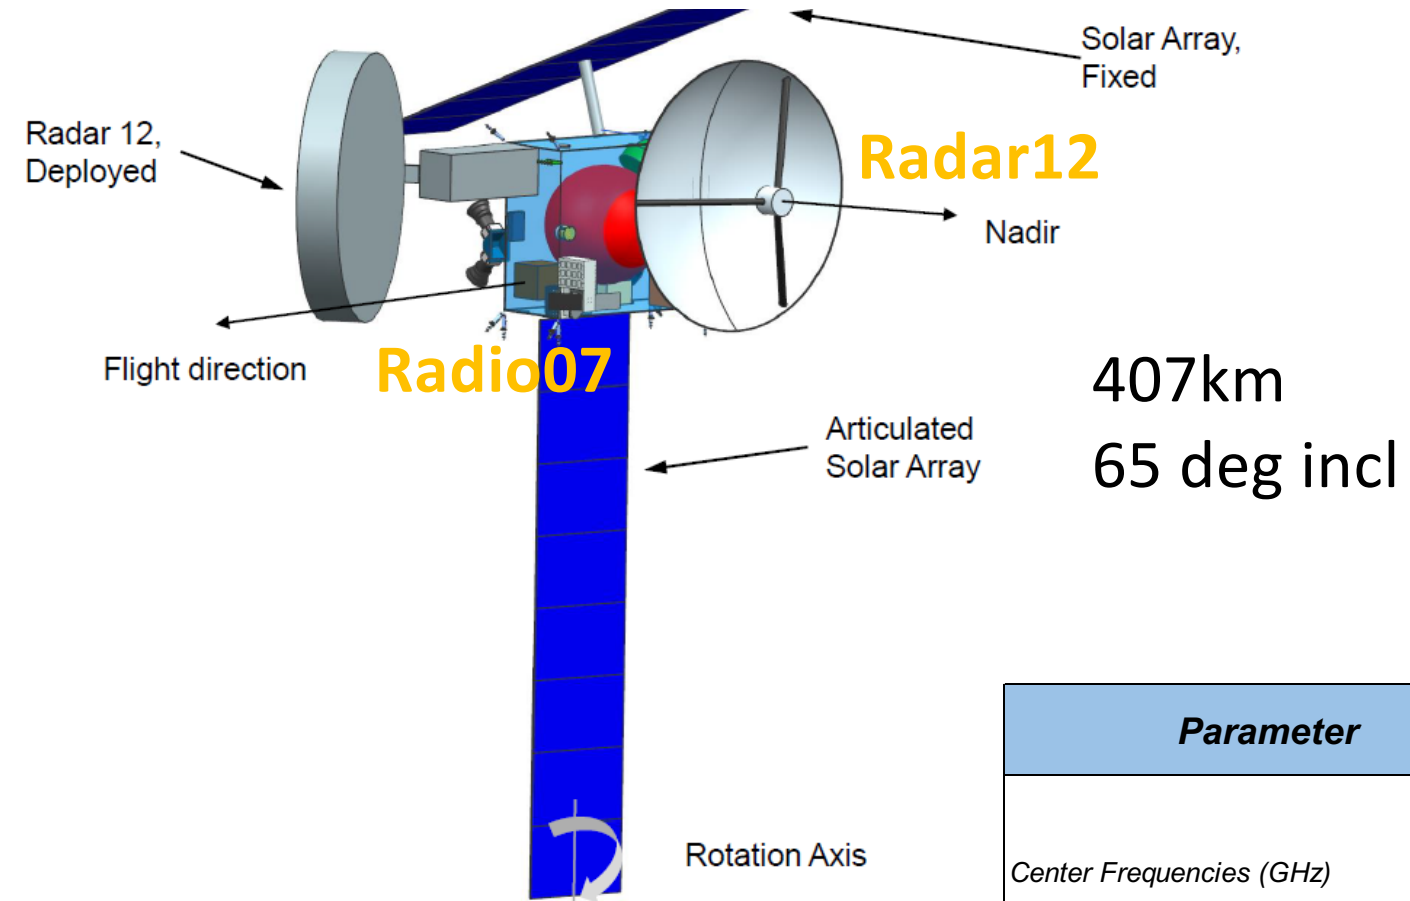 Solar Array,
Fixed
Radar 12,
Deployed
Radar12
Nadir
Flight direction
Radio07
407km
65 deg incl
Articulated
Solar Array
Parameter
Rotation Axis
Center Frequencies (GHz)